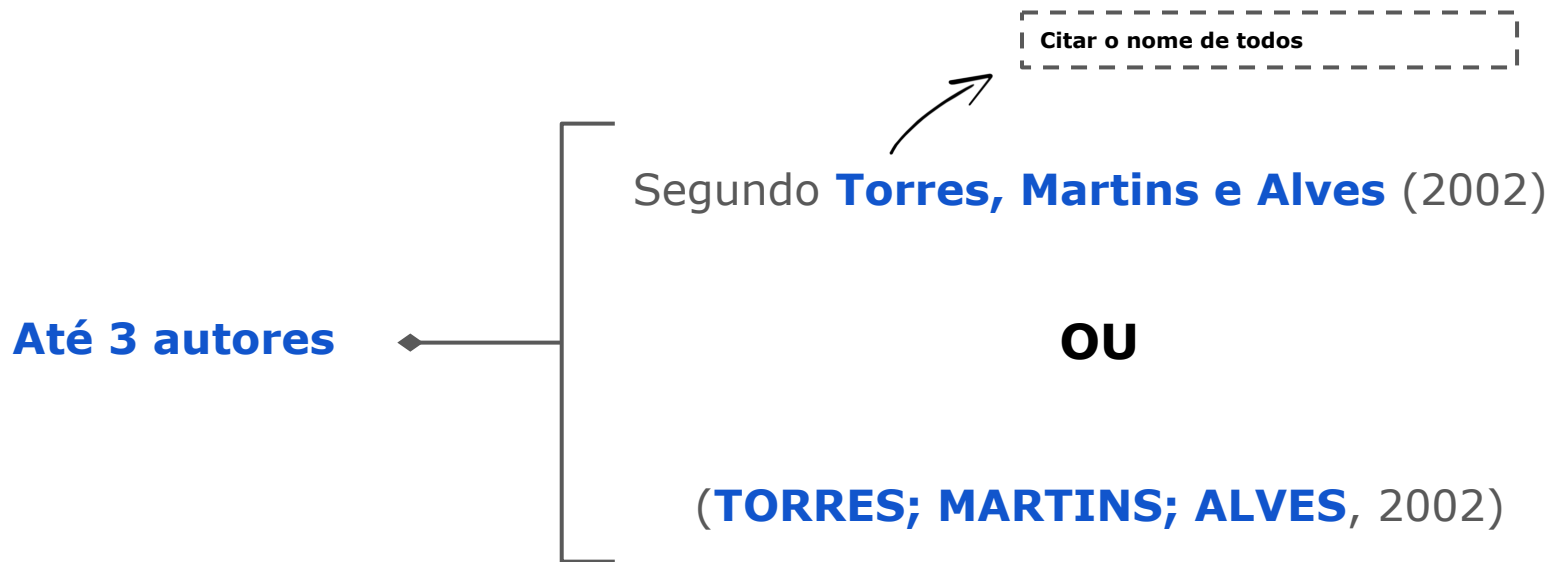 Citar o nome de todos
Segundo Torres, Martins e Alves (2002)
Até 3 autores
OU
(TORRES; MARTINS; ALVES, 2002)